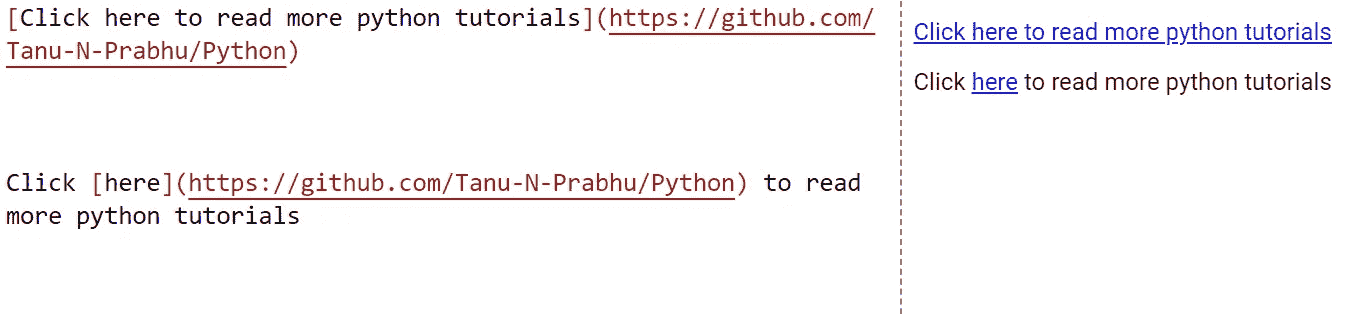 [Click here to read more python tutorials](https://github.com/
Tanu-N-Prabhu/Python)
Click [here](https://github.com/Tanu-N-Prabhu/Python) to read
more python tutorials
Click here to read more python tutorials
Click here to read more python tutorials